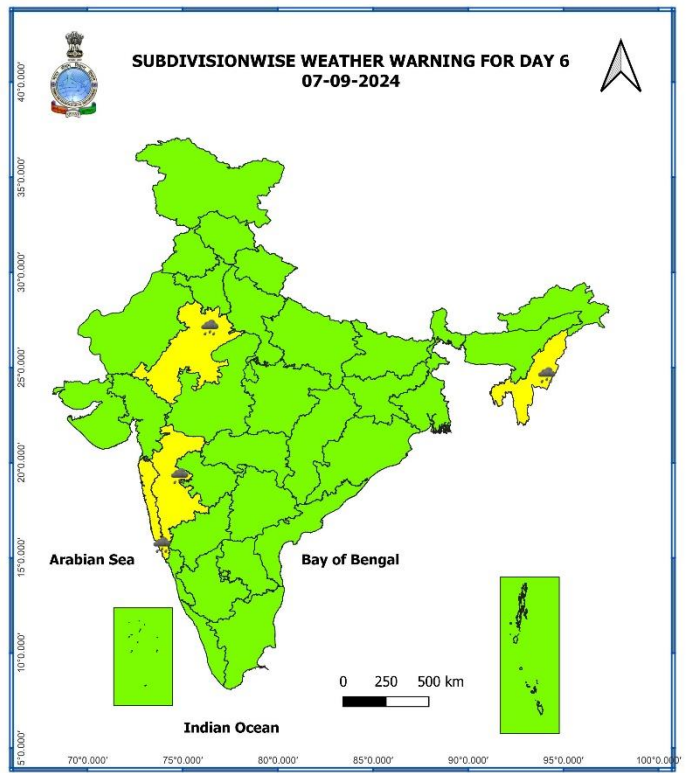 SUBDIVISIONWISE WEATHER WARNING FOR DAY 6
07-09-2024
40°0.000'
35°0.000'
30°0.000'
25°0.000'
20°0.000'
15°0.000'
10°0.000'
5°0.000'
Arabian Sea
Bay of Bengal
0 250 500 km
Indian Ocean
70°0.000' 75°0.000' 80°0.000' 85°0.000' 90°0.000' 95°0.000' 100°0.000'